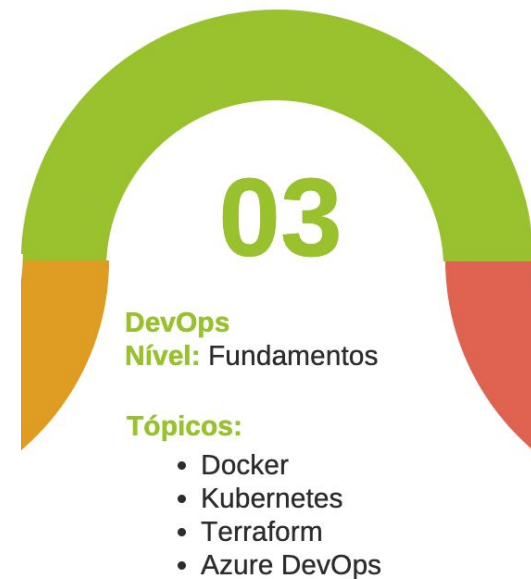 03
DevOps
Nível: Fundamentos
Tópicos:
• Docker
• Kubernetes
• Terraform
• Azure DevOps